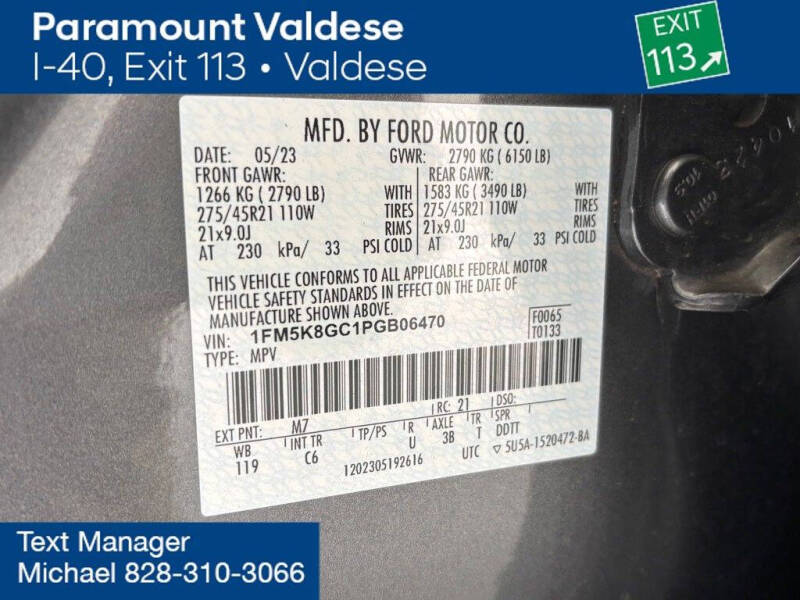 Paramount Valdese
I-40, Exit 113 • Valdese
EXIT
113
MFD. BY FORD MOTOR CO.
DATE: 05/23 GVWR: 2790 KG ( 6150 LB)
FRONT GAWR: REAR GAWR:
1266 KG ( 2790 LB) WITH 1583 KG ( 3490 LB) WITH
275/45R21 110W TIRES 275/45R21 110W TIRES
21x9.0J RIMS 21x9.0J RIMS
AT 230 kPa/ 33 PSI COLD AT 230 kPa/ 33 PSI COLD
THIS VEHICLE CONFORMS TO ALL APPLICABLE FEDERAL MOTOR
VEHICLE SAFETY STANDARDS IN EFFECT ON THE DATE OF
MANUFACTURE SHOWN ABOVE.
VIN: 1FM5K8GC1PGB06470 F0065
TYPE: MPV T0133
EXT PNT: M7 RC: 21 DSO:
WB INT TR TP/PS R AXLE TR SPR
119 C6 U 3B T DDTT
1202305192616 UTC ▽ 5U5A-1520472-BA
Text Manager
Michael 828-310-3066